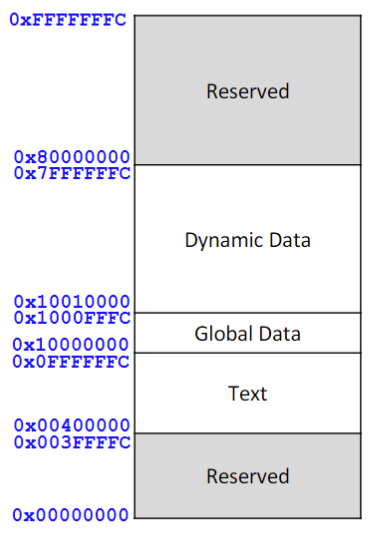 0xFFFFFFFC
Reserved
0x80000000
0x7FFFFFFC
Dynamic Data
0x10010000
0x1000FFFC
Global Data
0x10000000
0x0FFFFFFC
Text
0x00400000
0x003FFFFC
Reserved
0x00000000